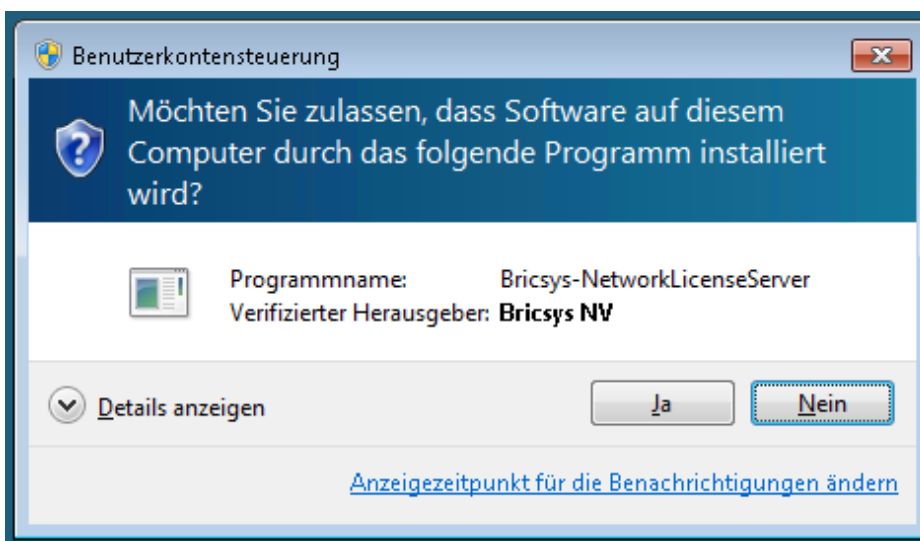 Benutzerkontensteuerung
Möchten Sie zulassen, dass Software auf diesem
Computer durch das folgende Programm installiert
wird?
Programmname: Bricsys-NetworkLicenseServer
Verifizierter Herausgeber: Bricsys NV
Details anzeigen
Ja
Nein
Anzeigezeitpunkt für die Benachrichtigungen ändern